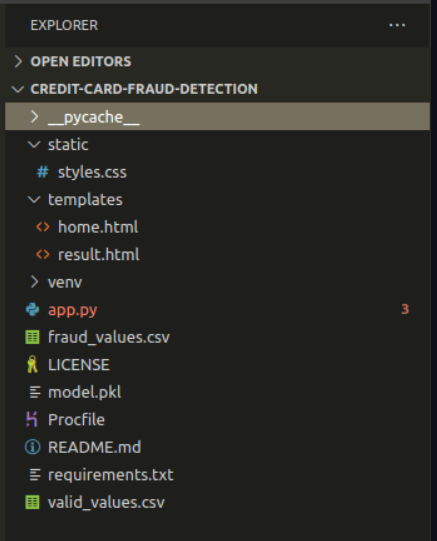 EXPLORER ...
OPEN EDITORS
CREDIT-CARD-FRAUD-DETECTION
__pycache__
static
# styles.css
templates
<> home.html
<> result.html
venv
app.py 3
fraud_values.csv
LICENSE
model.pkl
Procfile
README.md
requirements.txt
valid_values.csv